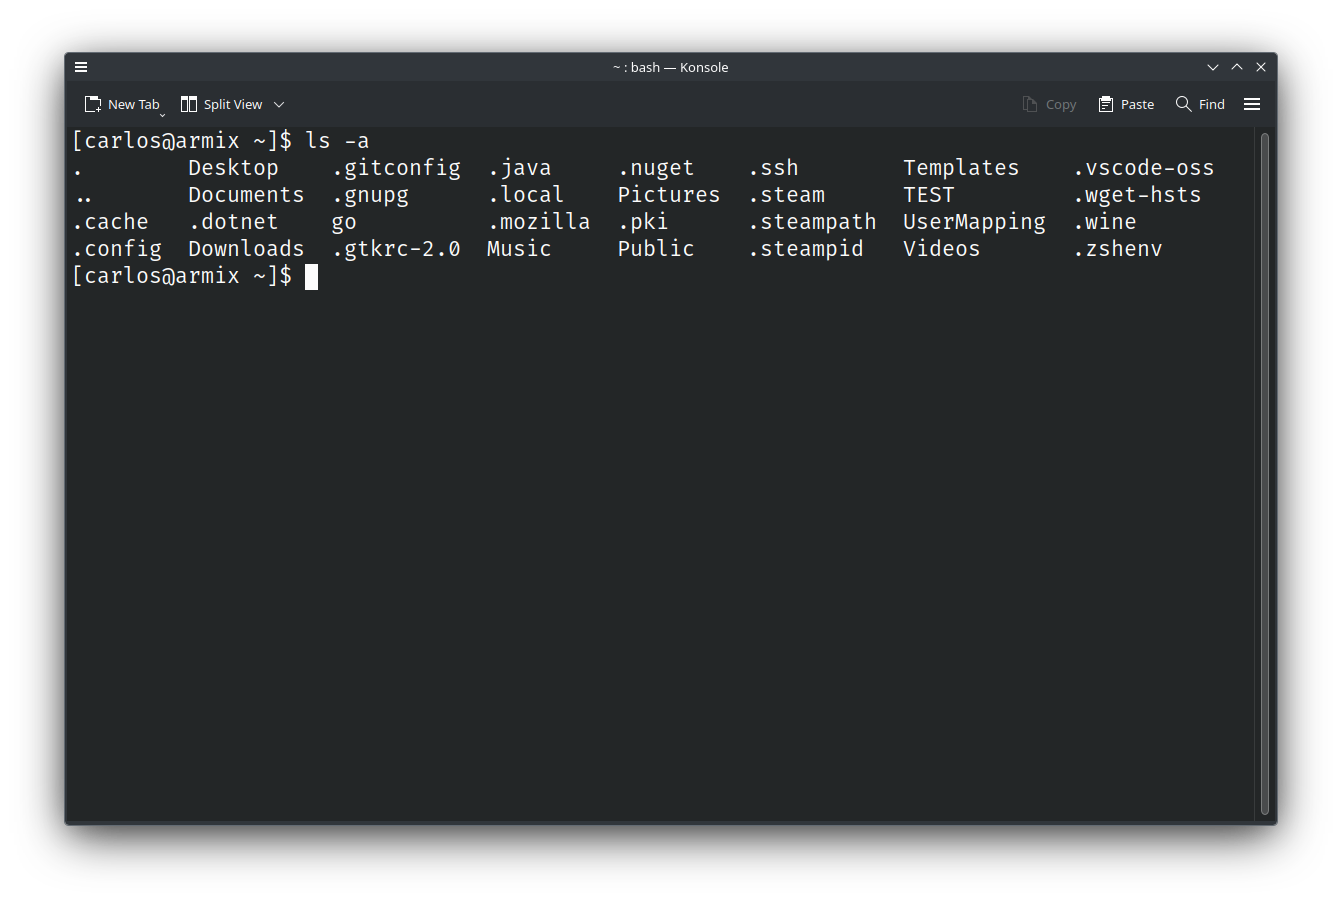 ~ : bash — Konsole
New Tab Split View Copy Paste Find
[carlos@armix ~]$ ls -a
. Desktop .gitconfig .java .nuget .ssh Templates .vscode-oss
.. Documents .gnupg .local Pictures .steam TEST .wget-hsts
.cache .dotnet go .mozilla .pki .steampath UserMapping .wine
.config Downloads .gtkrc-2.0 Music Public .steampid Videos .zshenv
[carlos@armix ~]$